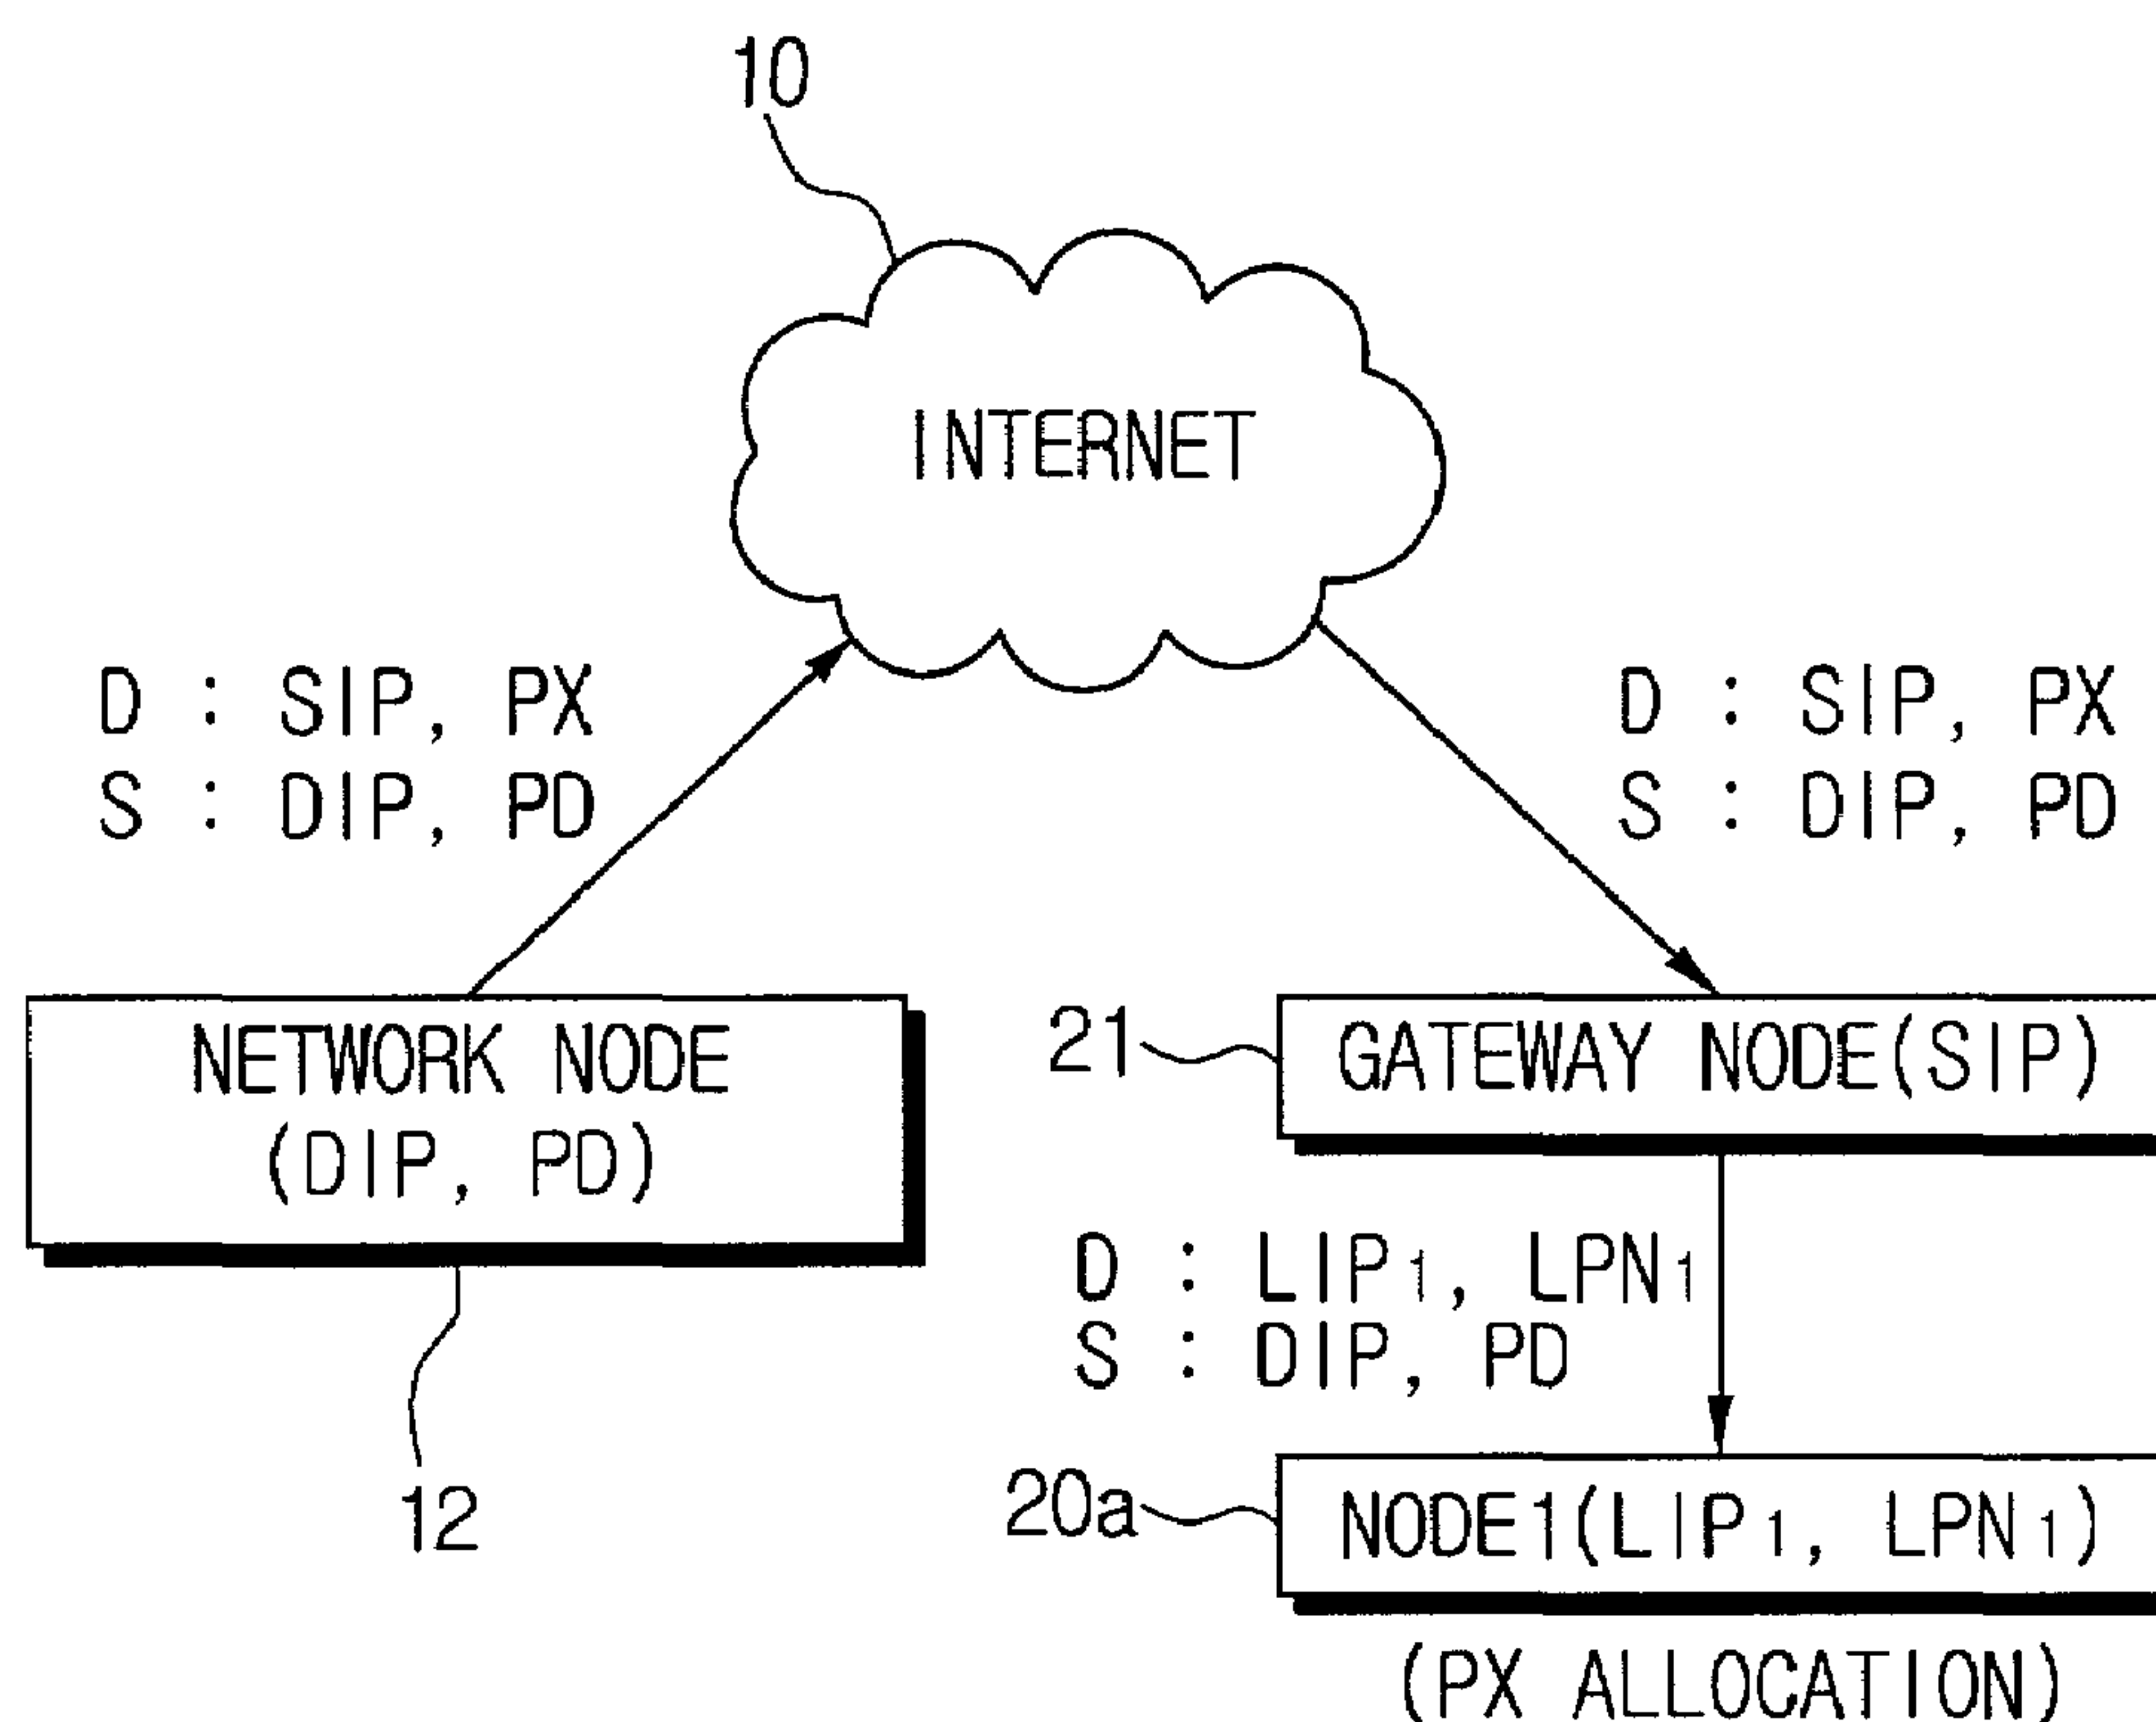 10
INTERNET
D : SIP, PX
S : DIP, PD
D : SIP, PX
S : DIP, PD
NETWORK NODE
(DIP, PD)
12
21
GATEWAY NODE(SIP)
D : LIP₁, LPN₁
S : DIP, PD
20a
NODE1(LIP₁, LPN₁)
(PX ALLOCATION)